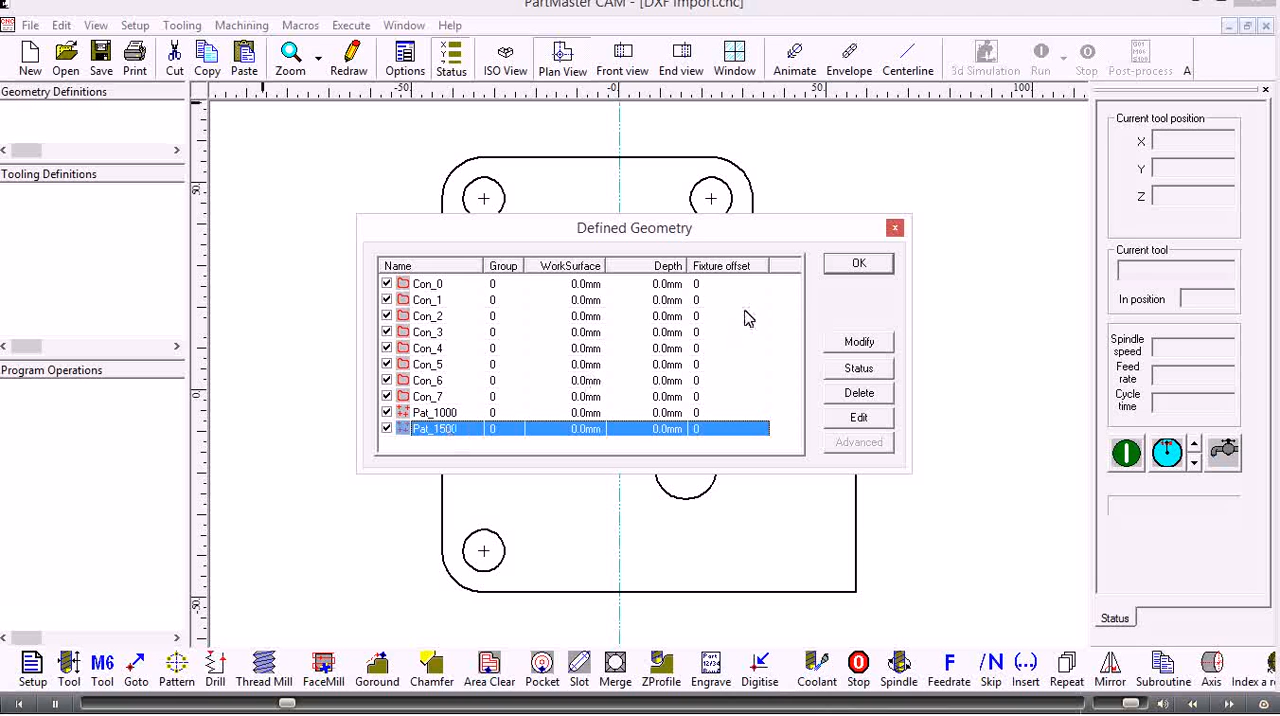 PartMaster CAM - [DXF Import.cnc]
File Edit View Setup Tooling Machining Macros Execute Window Help
New Open Save Print Cut Copy Paste Zoom Redraw Options Status ISO View Plan View Front view End view Window Animate Envelope Centerline 3d Simulation Run Stop Post-process A
Geometry Definitions
Tooling Definitions
Program Operations
-50 -0 50 100
50
0
-50
Defined Geometry
Name Group WorkSurface Depth Fixture offset
Con_0 0 0.0mm 0.0mm 0
Con_1 0 0.0mm 0.0mm 0
Con_2 0 0.0mm 0.0mm 0
Con_3 0 0.0mm 0.0mm 0
Con_4 0 0.0mm 0.0mm 0
Con_5 0 0.0mm 0.0mm 0
Con_6 0 0.0mm 0.0mm 0
Con_7 0 0.0mm 0.0mm 0
Pat_1000 0 0.0mm 0.0mm 0
Pat_1500 0 0.0mm 0.0mm 0
OK
Modify
Status
Delete
Edit
Advanced
Current tool position
X
Y
Z
Current tool
In position
Spindle
speed
Feed
rate
Cycle
time
Status
Setup Tool Tool Goto Pattern Drill Thread Mill FaceMill Goround Chamfer Area Clear Pocket Slot Merge ZProfile Engrave Digitise Coolant Stop Spindle Feedrate Skip Insert Repeat Mirror Subroutine Axis Index a r